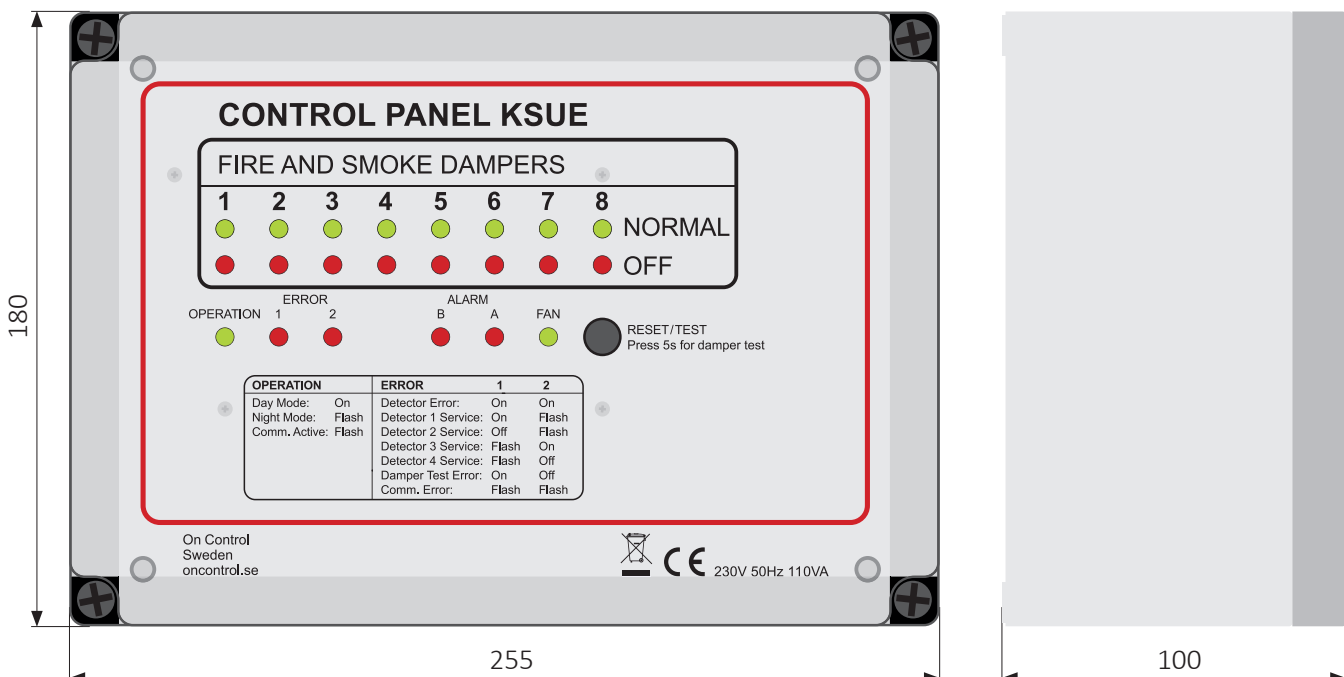 CONTROL PANEL KSUE
FIRE AND SMOKE DAMPERS
1 2 3 4 5 6 7 8
NORMAL
OFF
ERROR ALARM
OPERATION 1 2 B A FAN
RESET/TEST
Press 5s for damper test
OPERATION ERROR 1 2
Day Mode: On Detector Error: On On
Night Mode: Flash Detector 1 Service: On Flash
Comm. Active: Flash Detector 2 Service: Off Flash
Detector 3 Service: Flash On
Detector 4 Service: Flash Off
Damper Test Error: On Off
Comm. Error: Flash Flash
On Control
Sweden
oncontrol.se
CE 230V 50Hz 110VA
180
255
100